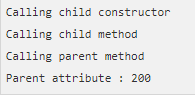 Calling child constructor
Calling child method
Calling parent method
Parent attribute : 200